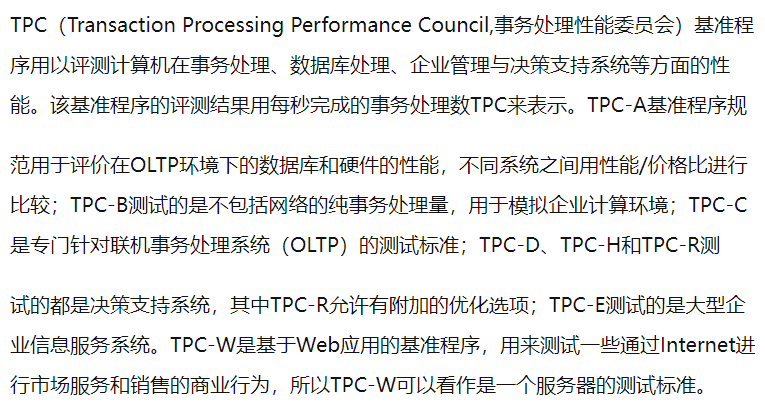 TPC（Transaction Processing Performance Council,事务处理性能委员会）基准程
序用以评测计算机在事务处理、数据库处理、企业管理与决策支持系统等方面的性
能。该基准程序的评测结果用每秒完成的事务处理数TPC来表示。TPC-A基准程序规
范用于评价在OLTP环境下的数据库和硬件的性能，不同系统之间用性能/价格比进行
比较；TPC-B测试的是不包括网络的纯事务处理量，用于模拟企业计算环境；TPC-C
是专门针对联机事务处理系统（OLTP）的测试标准；TPC-D、TPC-H和TPC-R测
试的都是决策支持系统，其中TPC-R允许有附加的优化选项；TPC-E测试的是大型企
业信息服务系统。TPC-W是基于Web应用的基准程序，用来测试一些通过Internet进
行市场服务和销售的商业行为，所以TPC-W可以看作是一个服务器的测试标准。